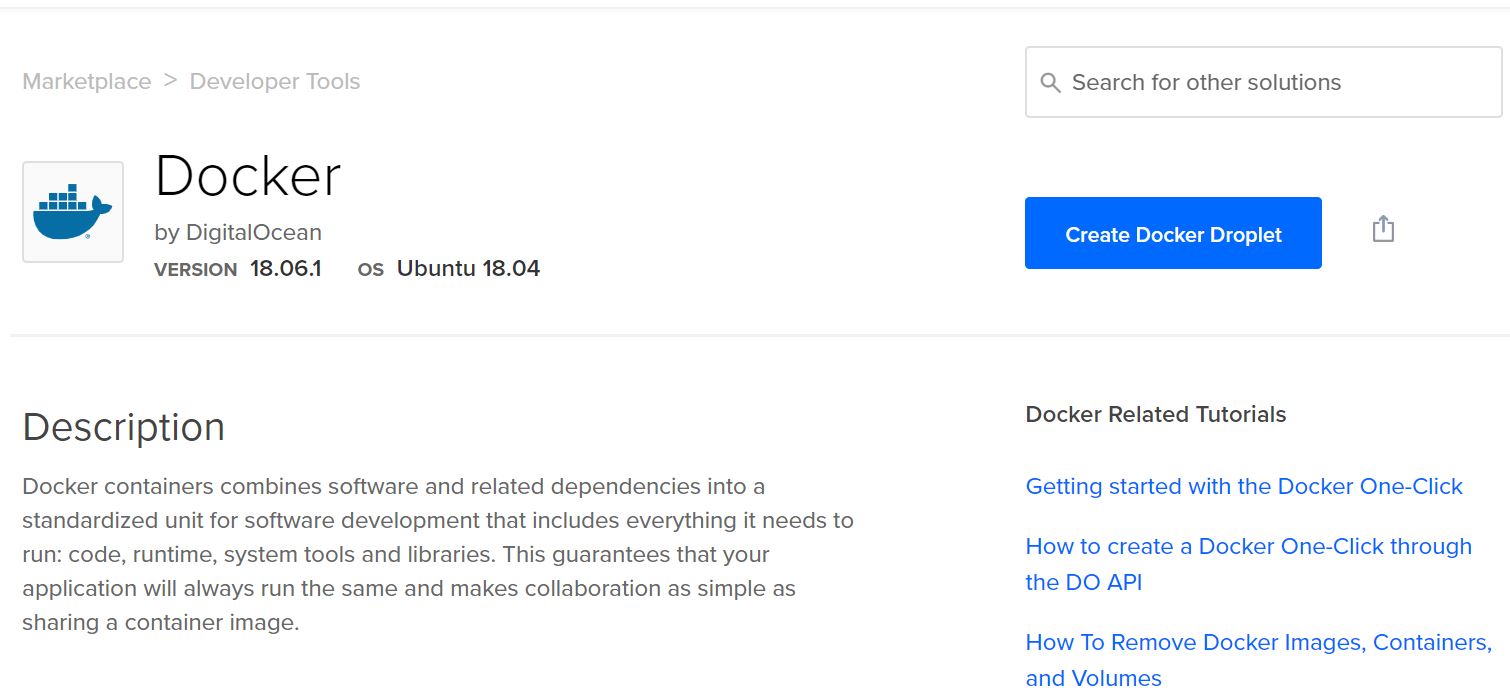 Marketplace > Developer Tools
Search for other solutions
Docker
by DigitalOcean
VERSION 18.06.1 OS Ubuntu 18.04
Create Docker Droplet
Description
Docker containers combines software and related dependencies into a
standardized unit for software development that includes everything it needs to
run: code, runtime, system tools and libraries. This guarantees that your
application will always run the same and makes collaboration as simple as
sharing a container image.
Docker Related Tutorials
Getting started with the Docker One-Click
How to create a Docker One-Click through
the DO API
How To Remove Docker Images, Containers,
and Volumes